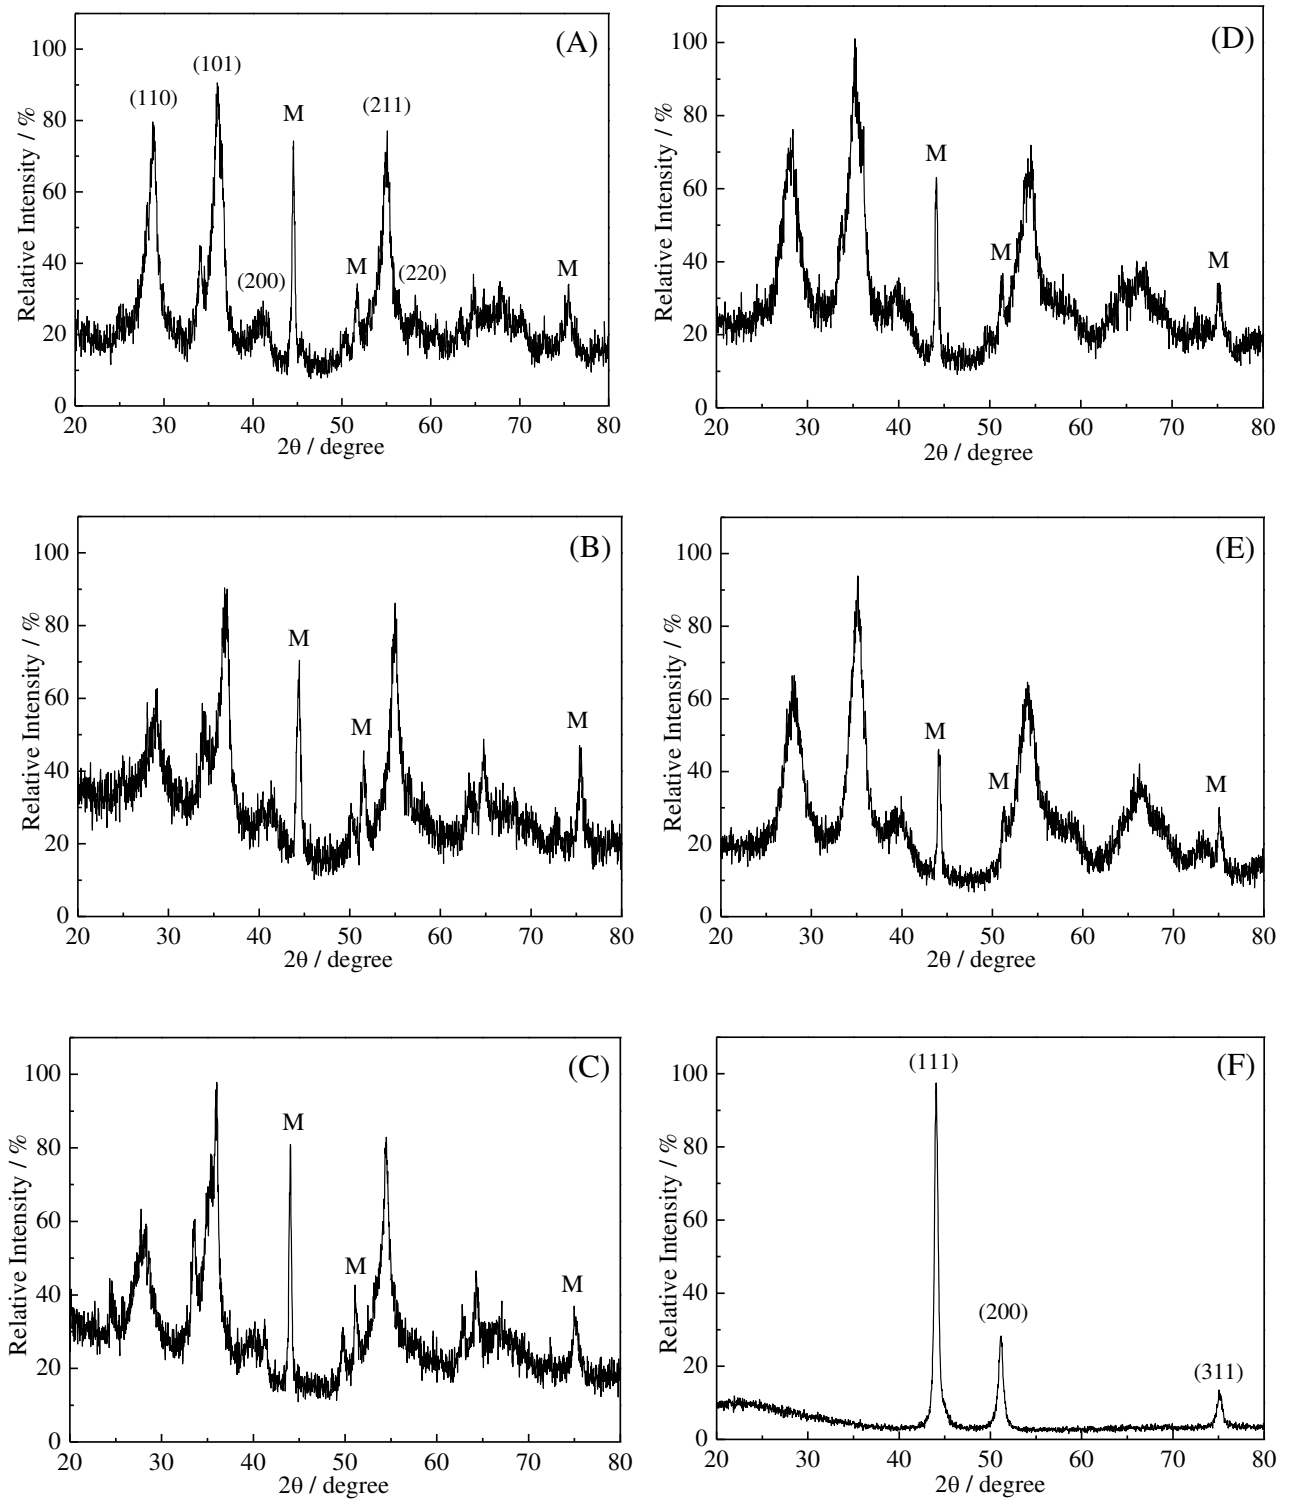 (A)
(101)
(110)
(211)
M
(200)
M
(220)
M
100
80
60
40
20
0
20 30 40 50 60 70 80
Relative Intensity / %
2θ / degree
(D)
M
M
M
100
80
60
40
20
0
20 30 40 50 60 70 80
Relative Intensity / %
2θ / degree
(B)
M
M
M
100
80
60
40
20
0
20 30 40 50 60 70 80
Relative Intensity / %
2θ / degree
(E)
M
M
M
100
80
60
40
20
0
20 30 40 50 60 70 80
Relative Intensity / %
2θ / degree
(C)
M
M
M
100
80
60
40
20
0
20 30 40 50 60 70 80
Relative Intensity / %
2θ / degree
(F)
(111)
(200)
(311)
100
80
60
40
20
0
20 30 40 50 60 70 80
Relative Intensity / %
2θ / degree